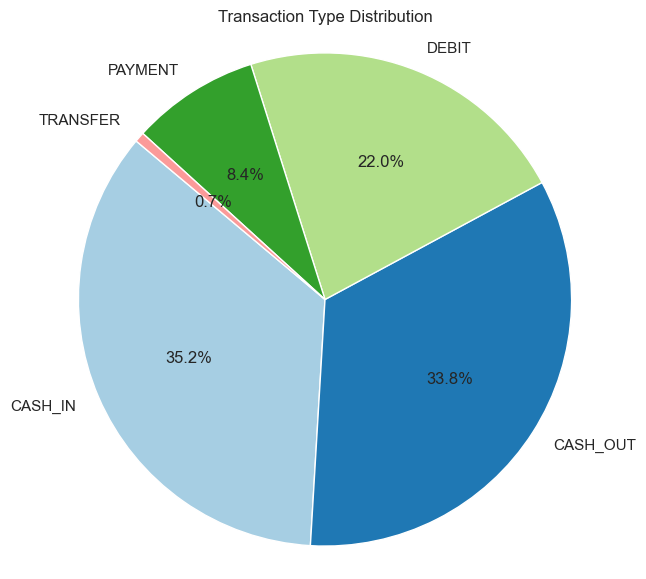 Transaction Type Distribution
DEBIT
PAYMENT
TRANSFER
22.0%
8.4%
0.7%
35.2%
33.8%
CASH_IN
CASH_OUT